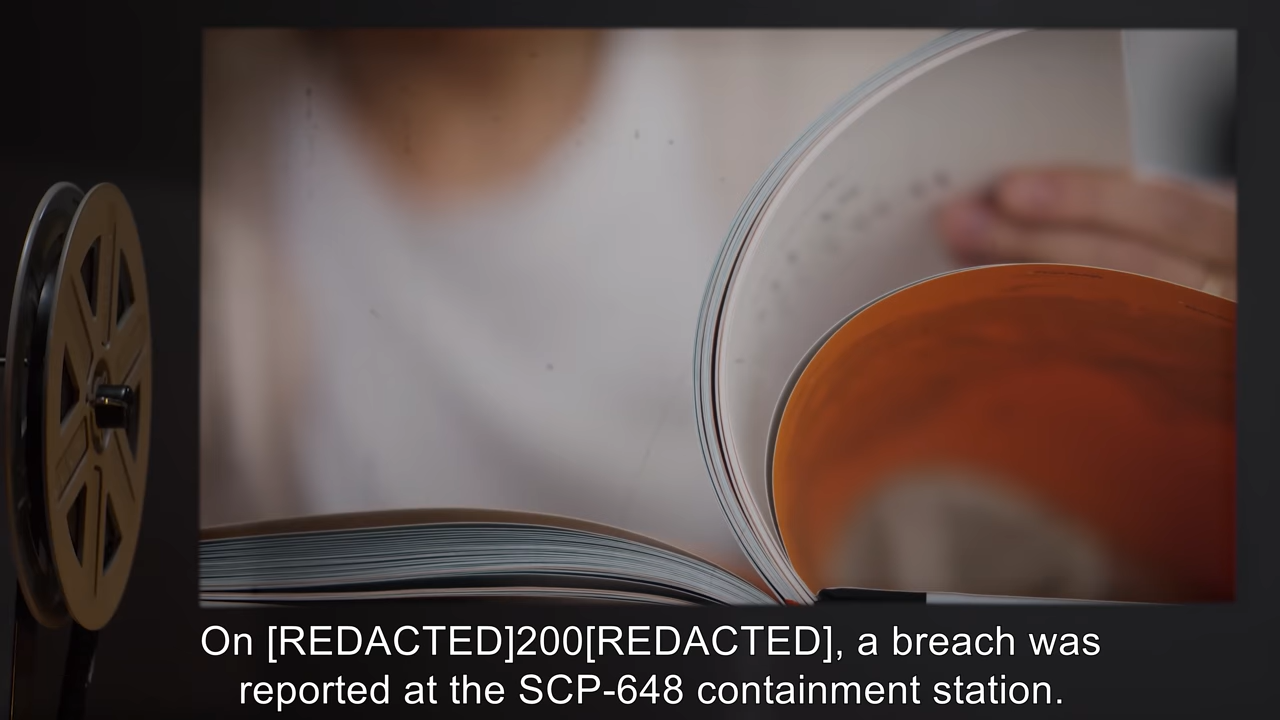 On [REDACTED]200[REDACTED], a breach was
reported at the SCP-648 containment station.